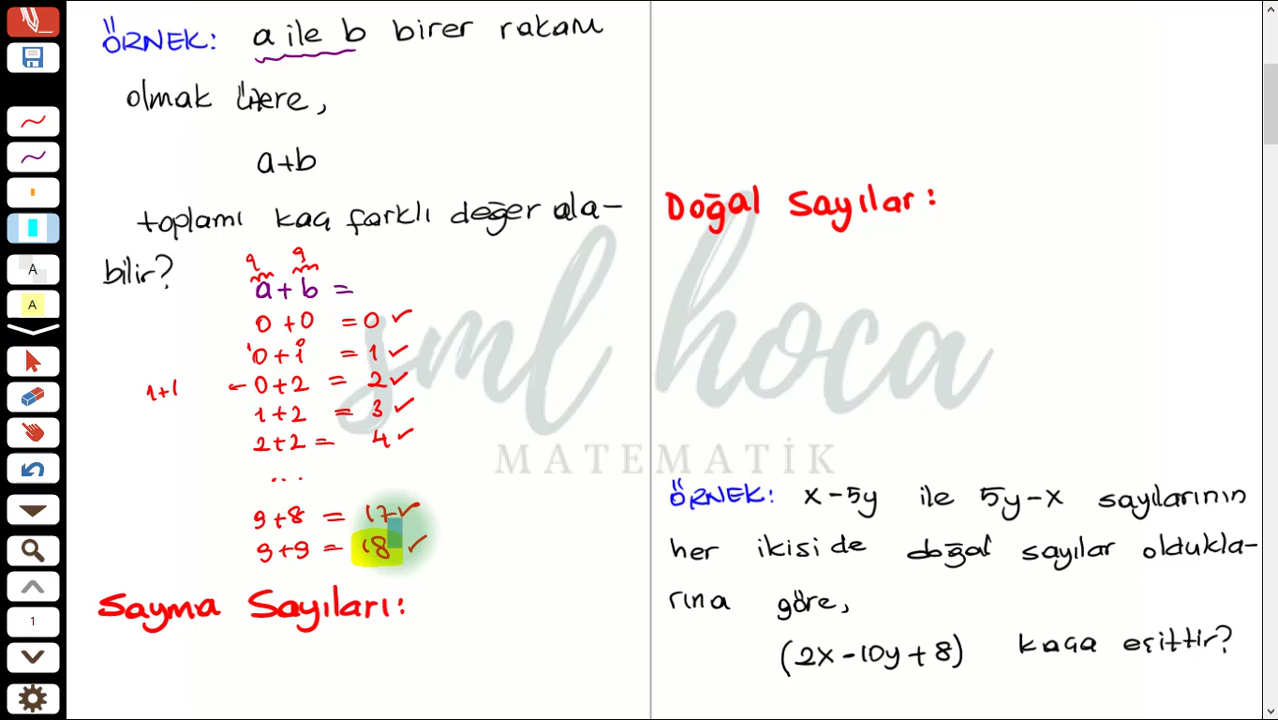 ÖRNEK: a ile b birer rakam
olmak üzere,
a+b
toplamı kaç farklı değer ala-
bilir?
9 9
a + b =
0 + 0 = 0 ✓
0 + 1 = 1 ✓
1+1 ← 0 + 2 = 2 ✓
1 + 2 = 3 ✓
2 + 2 = 4 ✓
...
9 + 8 = 17 ✓
9 + 9 = 18 ✓
Sayma Sayıları:
Doğal Sayılar:
sml hoca
MATEMATİK
ÖRNEK: x-5y ile 5y-x sayılarının
her ikisi de doğal sayılar oldukla-
rına göre,
(2x-10y+8) kaça eşittir?
A
A
1